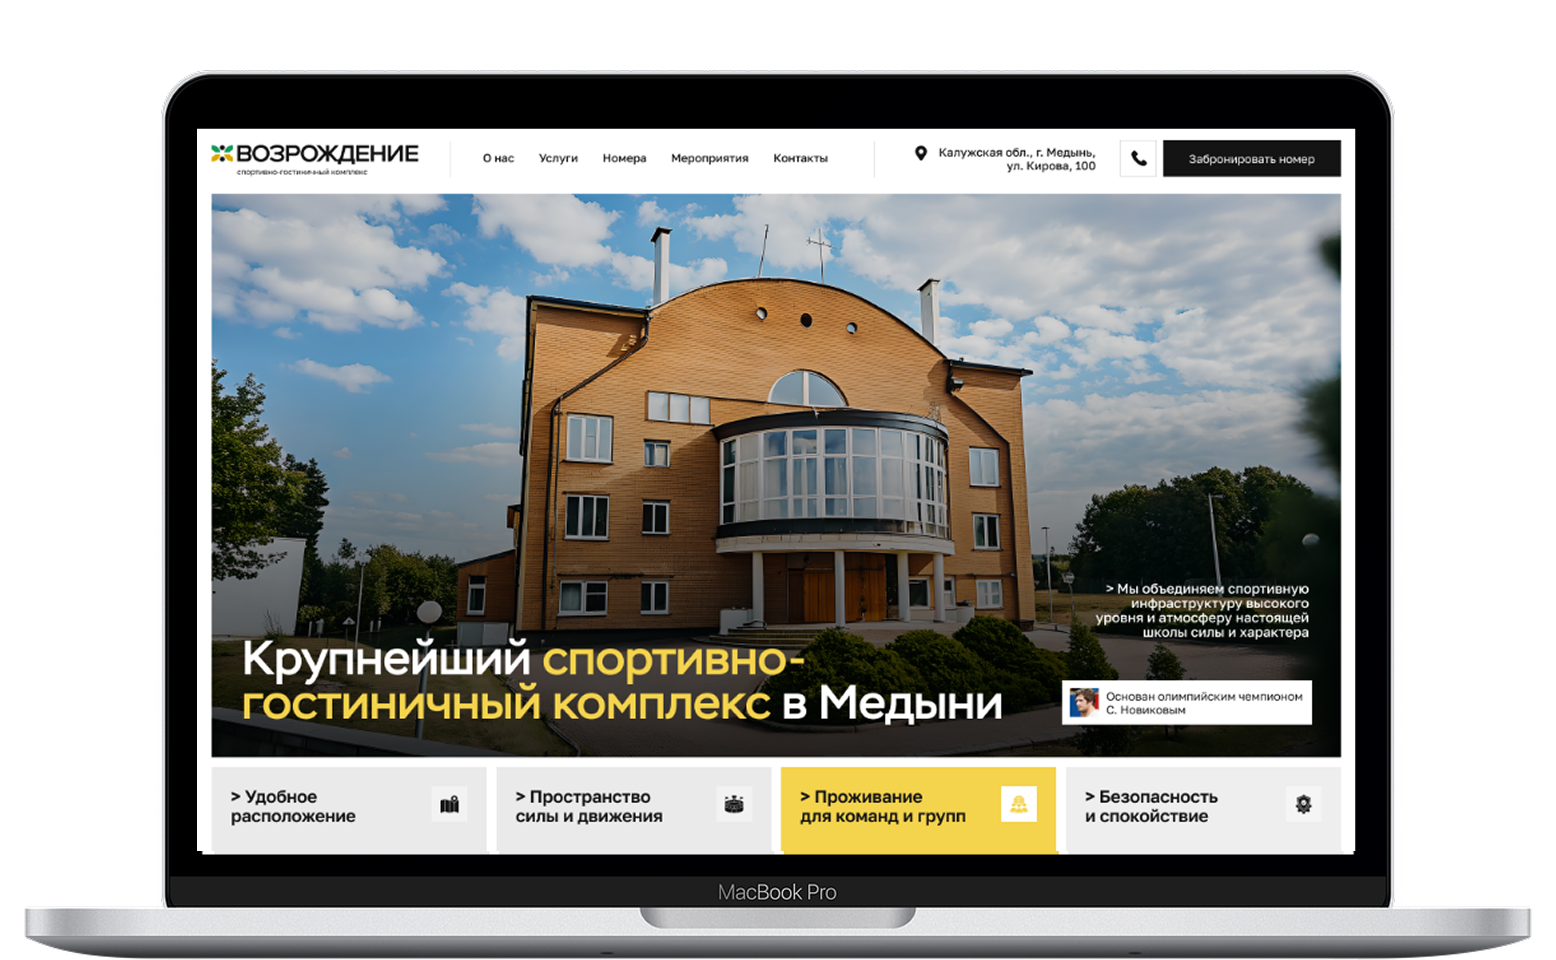 ВОЗРОЖДЕНИЕ
спортивно-гостиничный комплекс
О нас
Услуги
Номера
Мероприятия
Контакты
Калужская обл., г. Медынь,
ул. Кирова, 100
Забронировать номер
> Мы объединяем спортивную
инфраструктуру высокого
уровня и атмосферу настоящей
школы силы и характера
Крупнейший спортивно-
гостиничный комплекс в Медыни
Основан олимпийским чемпионом
С. Новиковым
> Удобное
расположение
> Пространство
силы и движения
> Проживание
для команд и групп
> Безопасность
и спокойствие
MacBook Pro